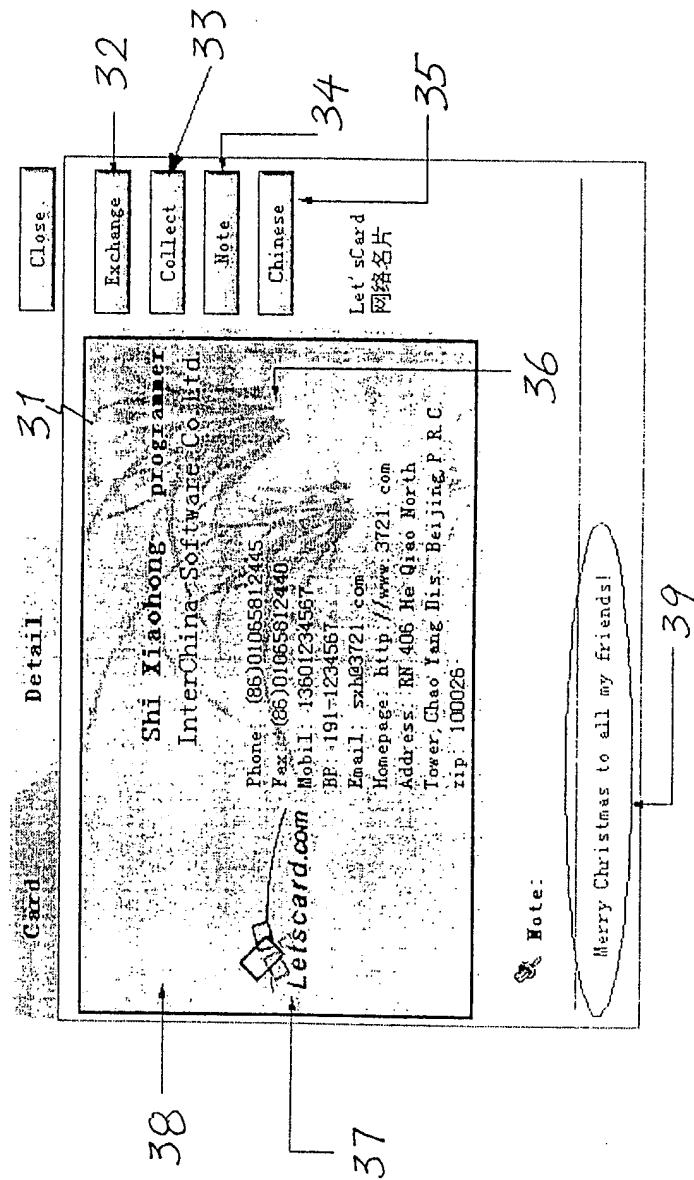 Card
Detail
Close
31
Shi Xiaohong programmer
InterChina Software Co.Ltd
Phone: (86)01065812445
Fax: (86)01065812440
Mobil: 13601234567
BP: 191-1234567
Email: sxh@3721.com
Homepage: http://www.3721.com
Address: RN 406 He Qiao North
Tower,Chao Yang Dis. Beijing,P.R.C.
zip: 100026
Letscard.com
Exchange
Collect
Note
Chinese
Let'sCard
网络名片
32
33
34
35
36
37
38
Note:
Merry Christmas to all my friends!
39